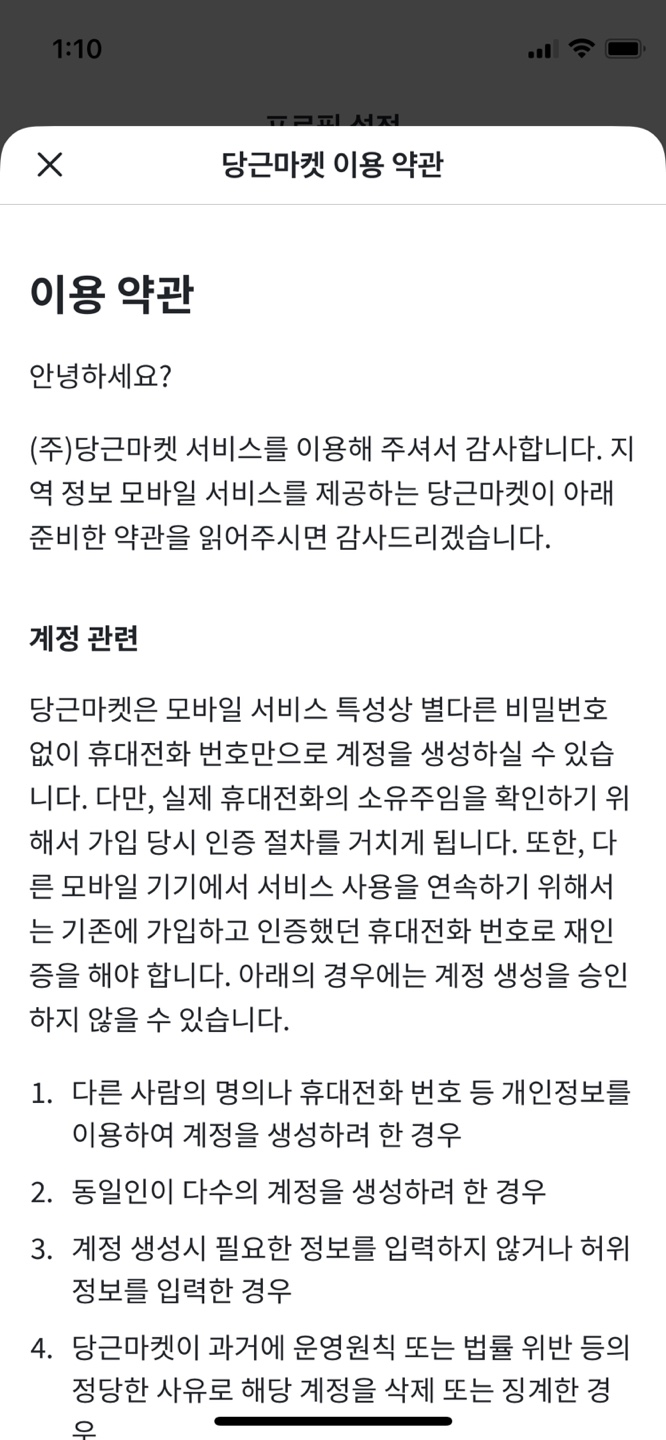 1:10
프로필 설정
당근마켓 이용 약관
이용 약관
안녕하세요?
(주)당근마켓 서비스를 이용해 주셔서 감사합니다. 지
역 정보 모바일 서비스를 제공하는 당근마켓이 아래
준비한 약관을 읽어주시면 감사드리겠습니다.
계정 관련
당근마켓은 모바일 서비스 특성상 별다른 비밀번호
없이 휴대전화 번호만으로 계정을 생성하실 수 있습
니다. 다만, 실제 휴대전화의 소유주임을 확인하기 위
해서 가입 당시 인증 절차를 거치게 됩니다. 또한, 다
른 모바일 기기에서 서비스 사용을 연속하기 위해서
는 기존에 가입하고 인증했던 휴대전화 번호로 재인
증을 해야 합니다. 아래의 경우에는 계정 생성을 승인
하지 않을 수 있습니다.
1. 다른 사람의 명의나 휴대전화 번호 등 개인정보를
이용하여 계정을 생성하려 한 경우
2. 동일인이 다수의 계정을 생성하려 한 경우
3. 계정 생성시 필요한 정보를 입력하지 않거나 허위
정보를 입력한 경우
4. 당근마켓이 과거에 운영원칙 또는 법률 위반 등의
정당한 사유로 해당 계정을 삭제 또는 징계한 경
우